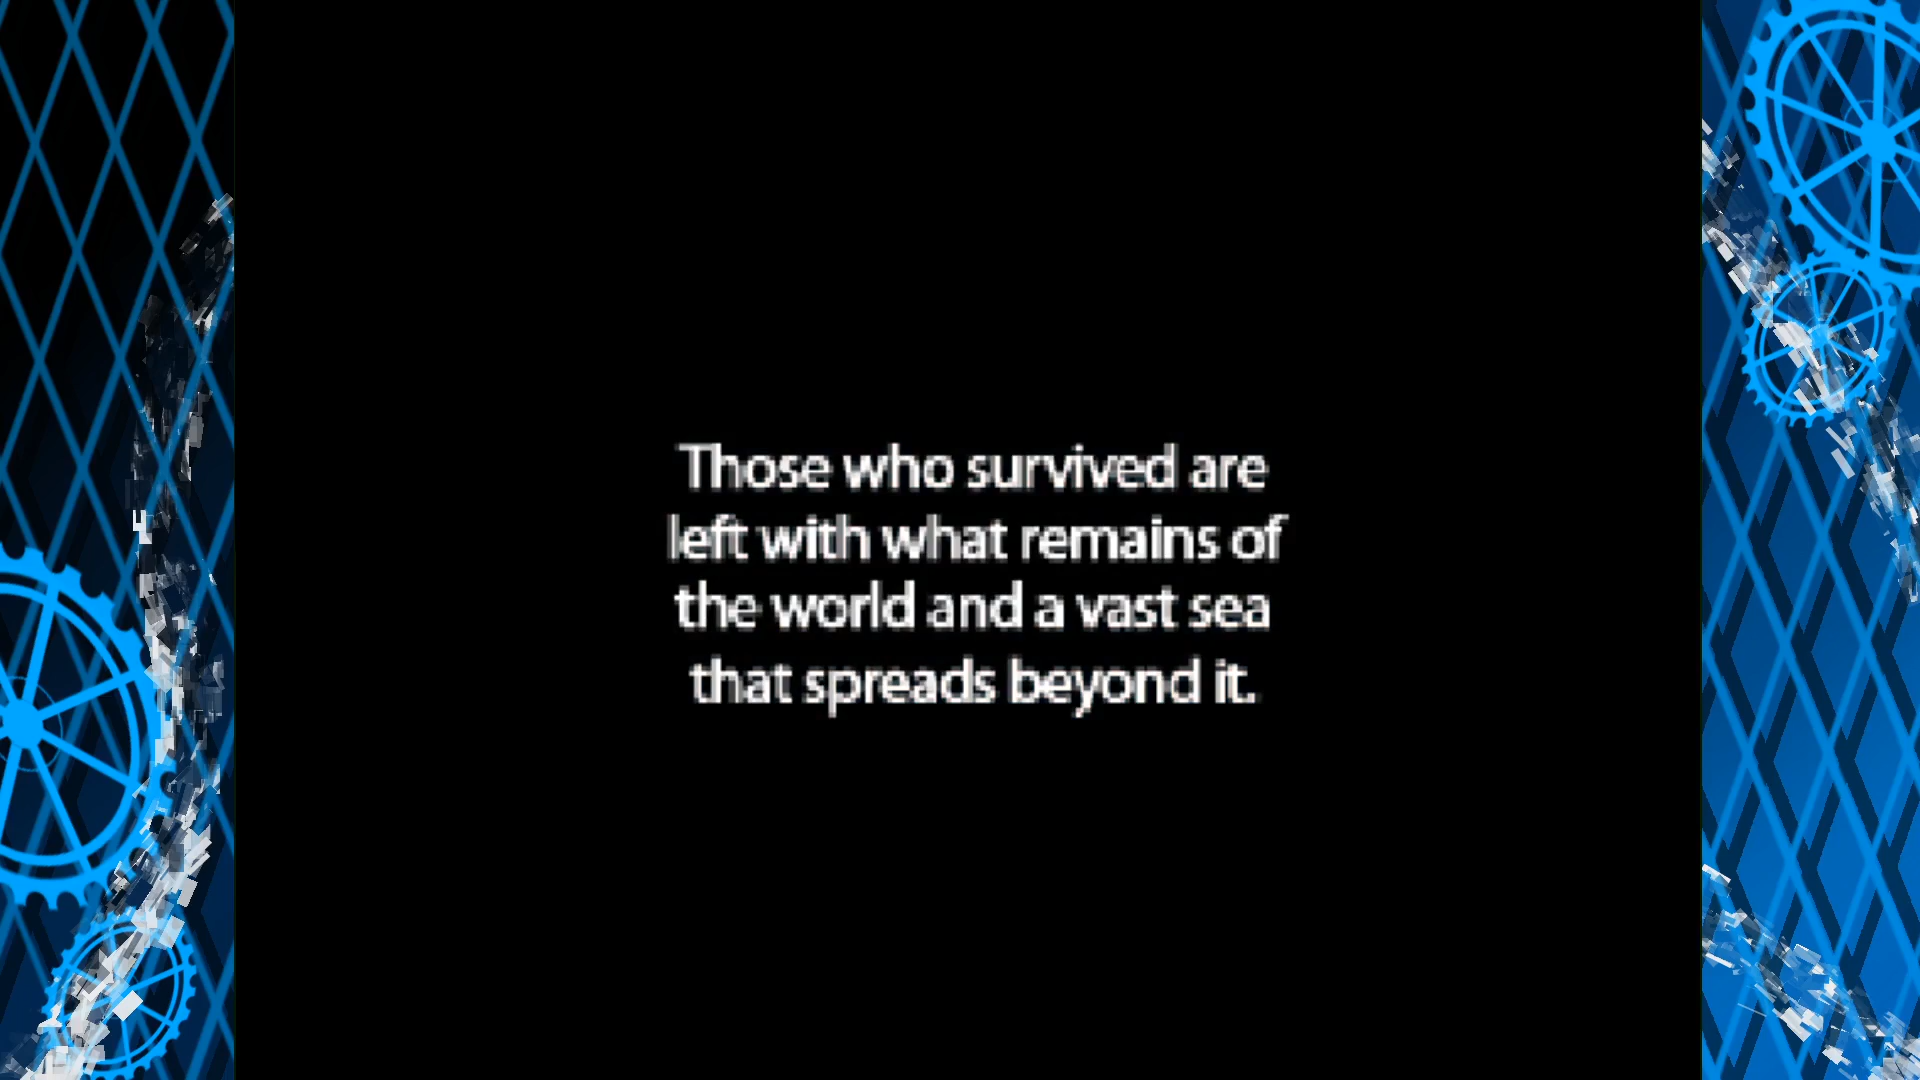 Those who survived are
left with what remains of
the world and a vast sea
that spreads beyond it.